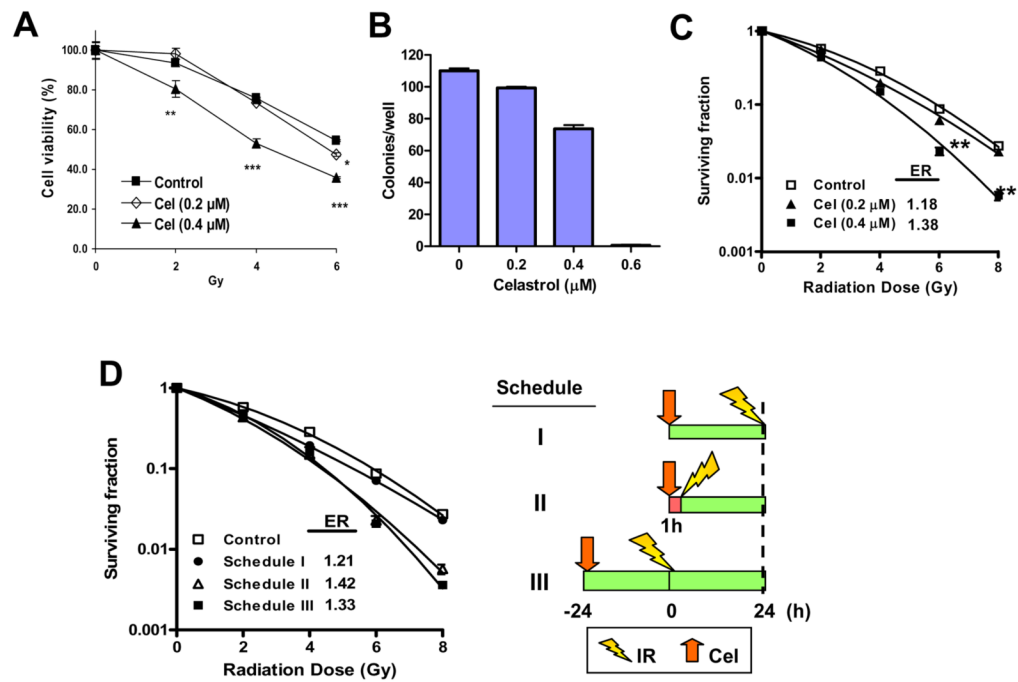 A
Cell viability (%)
100.0
80.0
60.0
40.0
20.0
0.0
**
***
*
***
Control
Cel (0.2 μM)
Cel (0.4 μM)
0 2 4 6
Gy
B
Colonies/well
120
100
80
60
40
20
0
0 0.2 0.4 0.6
Celastrol (μM)
C
Surviving fraction
1
0.1
0.01
0.001
**
**
ER
Control
Cel (0.2 μM) 1.18
Cel (0.4 μM) 1.38
0 2 4 6 8
Radiation Dose (Gy)
D
Surviving fraction
1
0.1
0.01
0.001
ER
Control
Schedule I 1.21
Schedule II 1.42
Schedule III 1.33
0 2 4 6 8
Radiation Dose (Gy)
Schedule
I
II
1h
III
-24 0 24 (h)
IR Cel